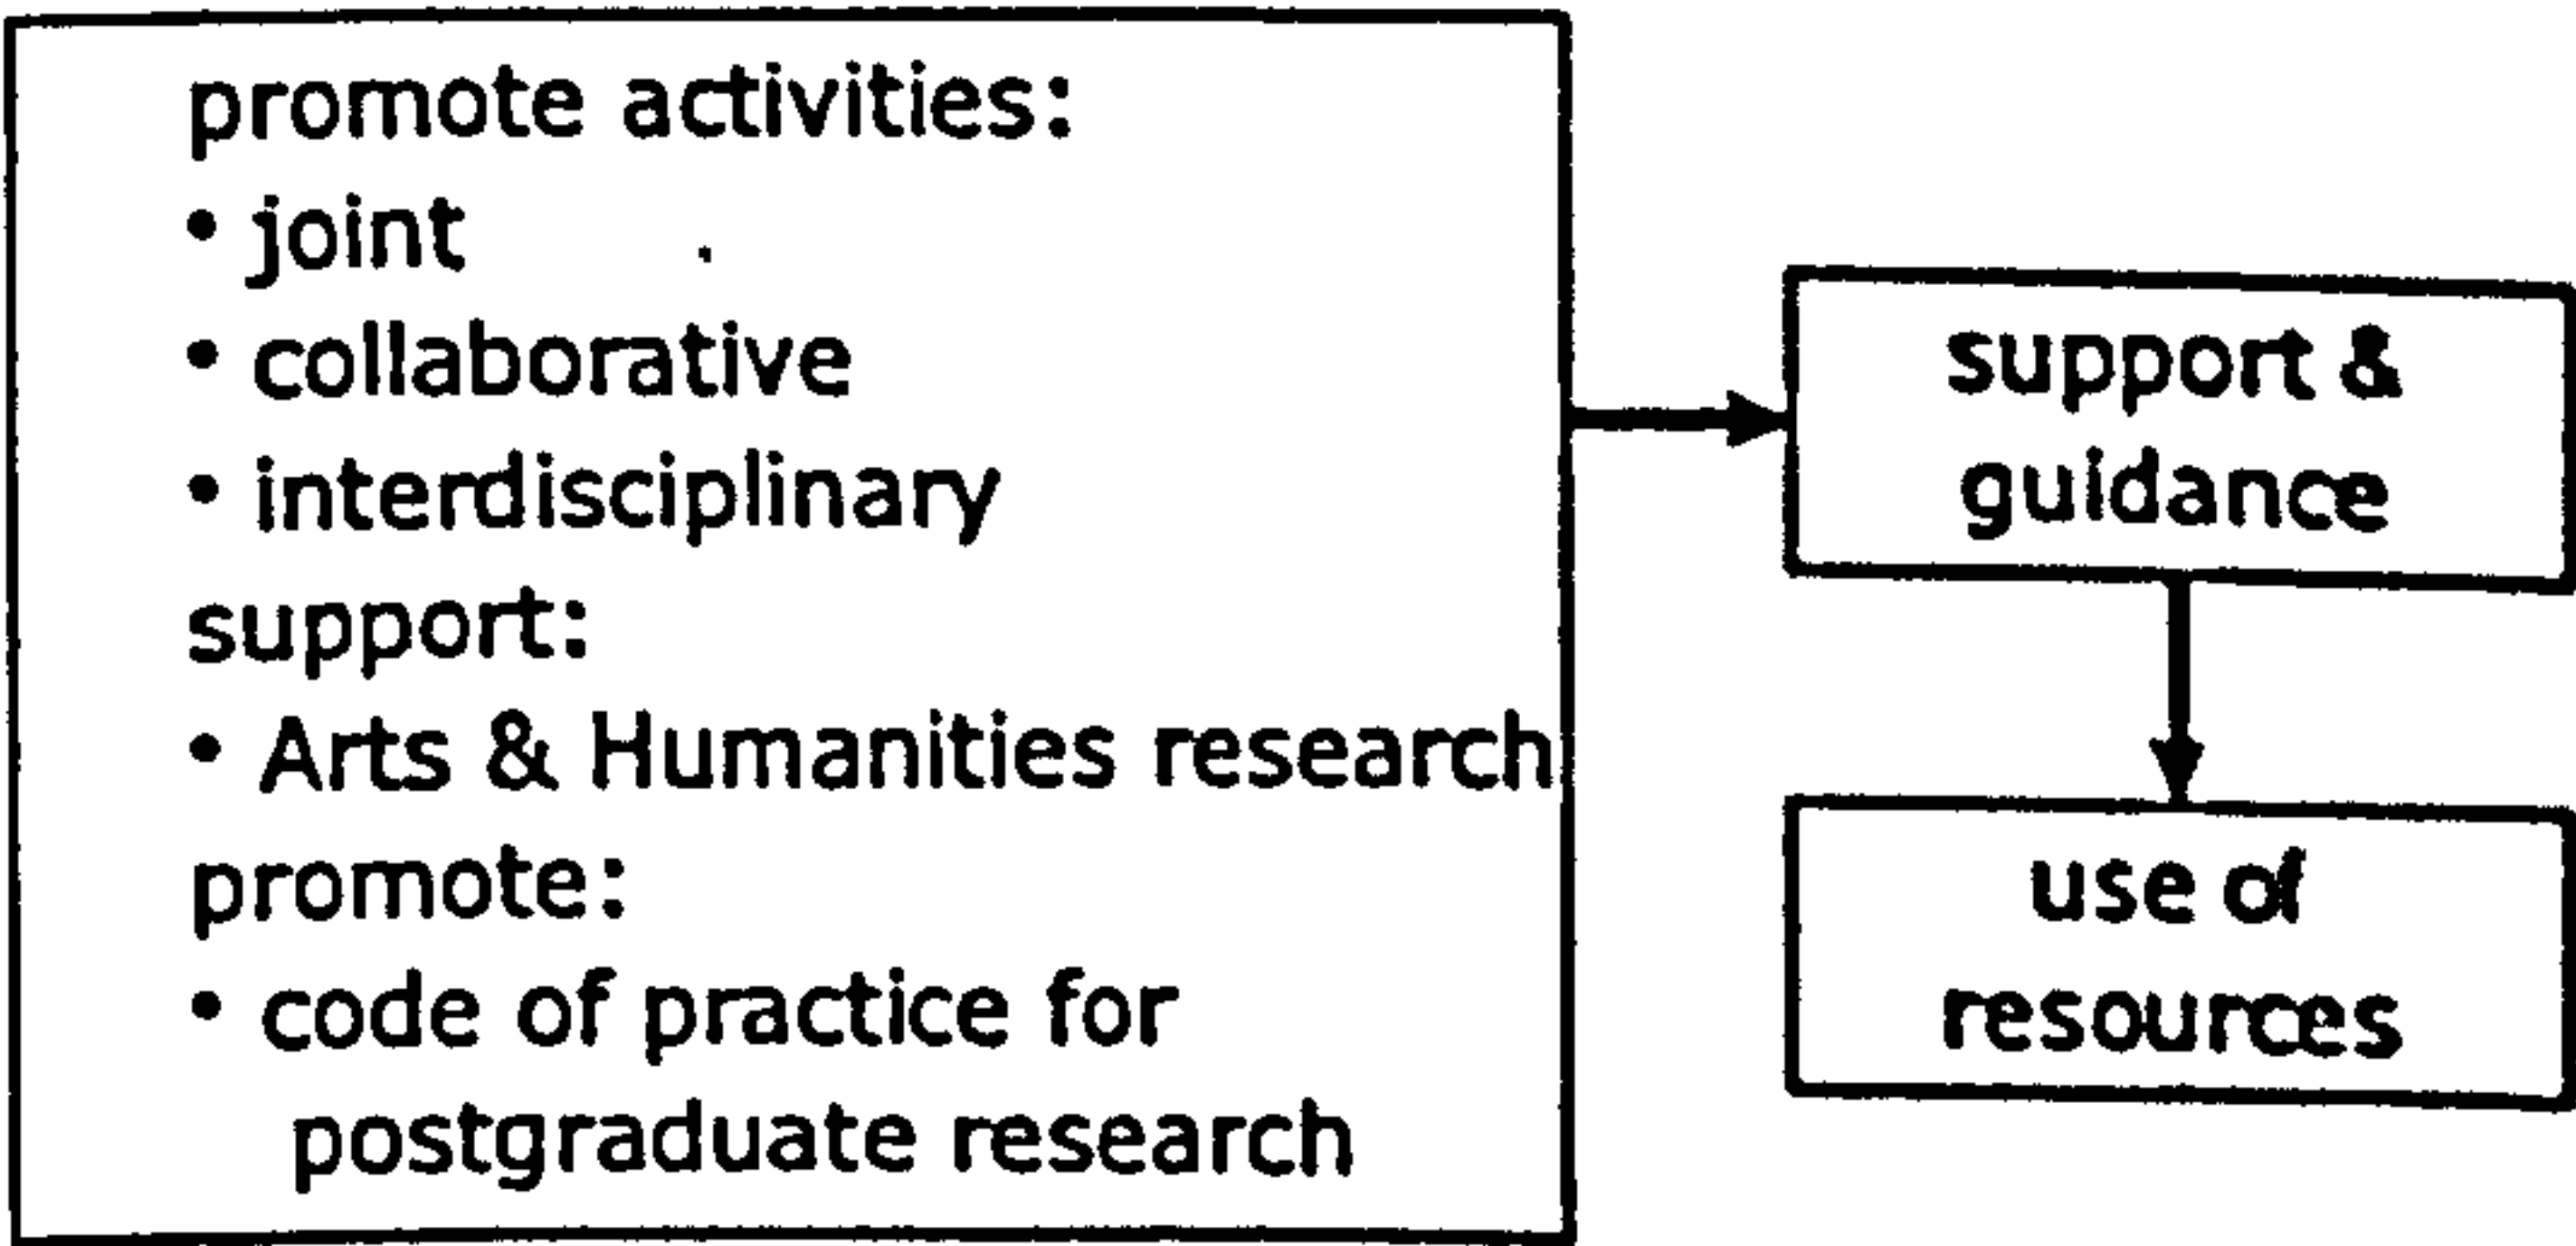 promote activities:
• joint
• collaborative
• interdisciplinary
support:
• Arts & Humanities research
promote:
• code of practice for
postgraduate research
support &
guidance
use of
resources